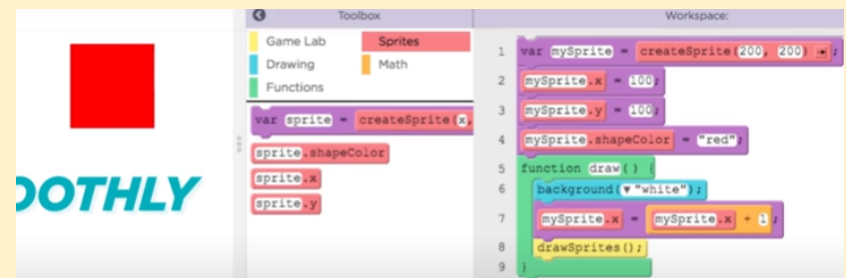 Toolbox
Workspace:
Game Lab
Sprites
Drawing
Math
Functions
var sprite = createSprite(x,
sprite.shapeColor
sprite.x
sprite.y
OOTHLY
1 var mySprite = createSprite(200, 200) ;
2 mySprite.x = 100;
3 mySprite.y = 100;
4 mySprite.shapeColor = "red";
5 function draw() {
6 background(▼"white");
7 mySprite.x = mySprite.x + 1;
8 drawSprites();
9 }